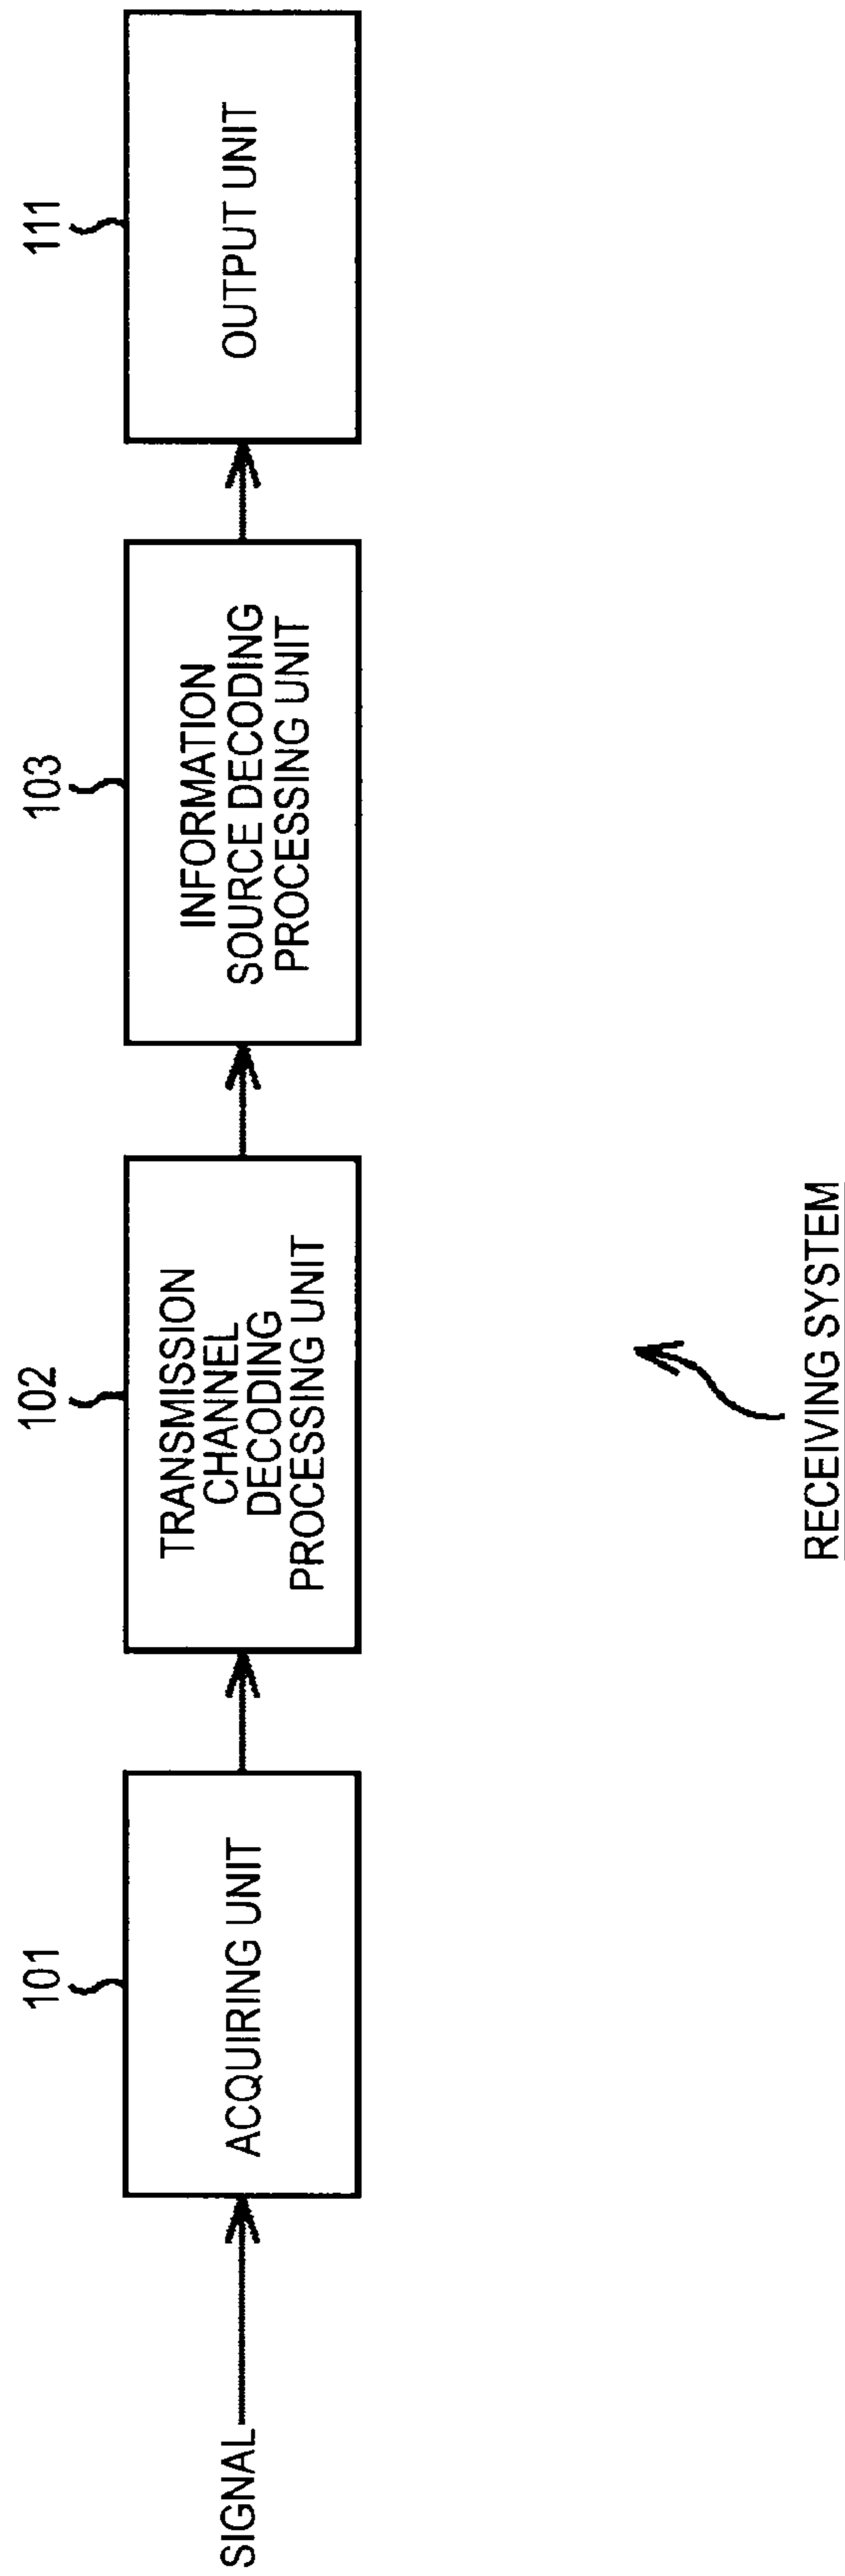 101
102
103
111
SIGNAL
ACQUIRING UNIT
TRANSMISSION
CHANNEL
DECODING
PROCESSING UNIT
INFORMATION
SOURCE DECODING
PROCESSING UNIT
OUTPUT UNIT
RECEIVING SYSTEM